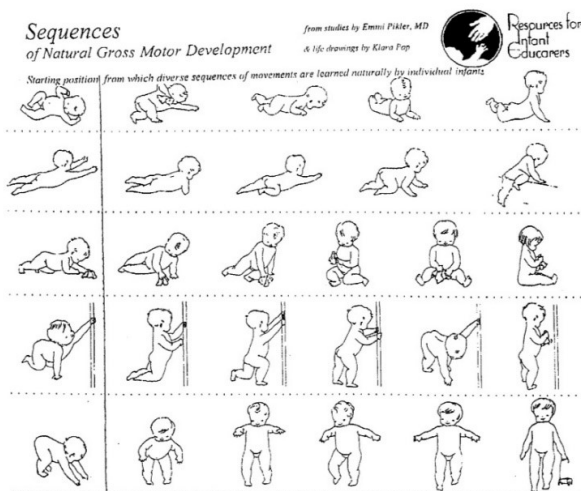 Sequences
of Natural Gross Motor Development
from studies by Emmi Pikler, MD
& life drawings by Klara Pap
Resources for
Infant
Educarers
Starting position from which diverse sequences of movements are learned naturally by individual infants